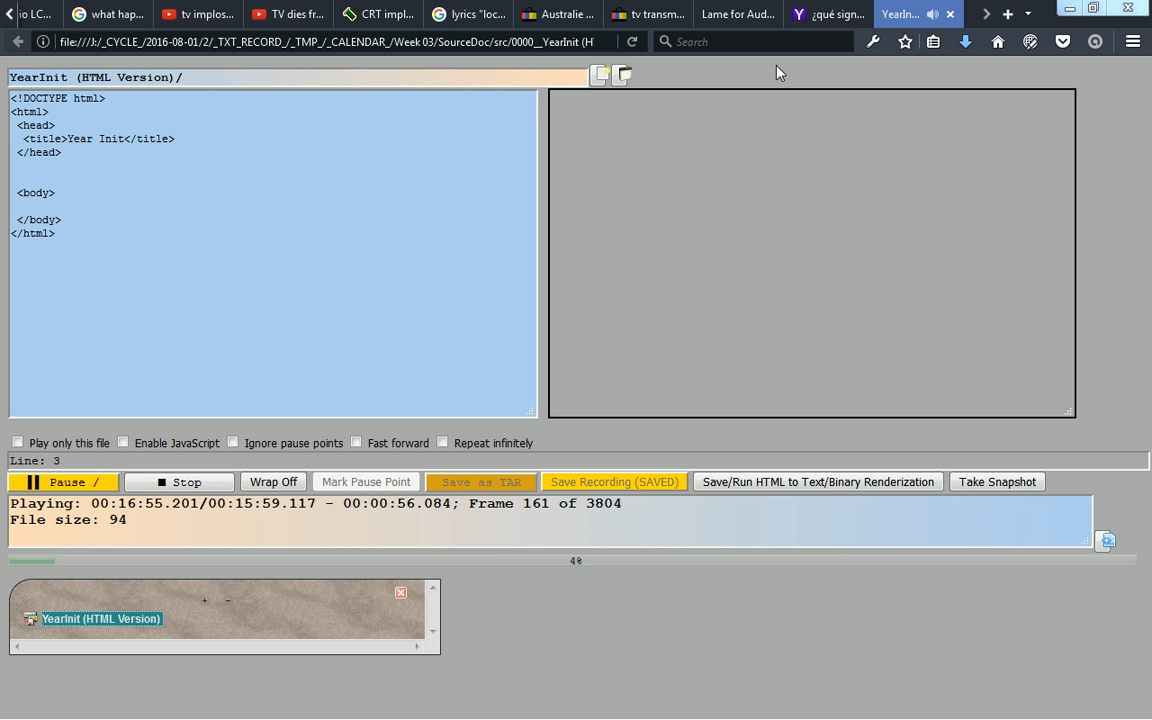 io LC... what hap... tv implos... TV dies fr... CRT impl... lyrics "loc... Australie ... tv transm... Lame for Aud... ¿qué sign... YearIn...
file:///J:/_CYCLE_/2016-08-01/2/_TXT_RECORD_/_TMP_/_CALENDAR_/Week 03/SourceDoc/src/0000__YearInit (H Search
YearInit (HTML Version)/
<!DOCTYPE html>
<html>
<head>
<title>Year Init</title>
</head>
<body>
</body>
</html>
Play only this file Enable JavaScript Ignore pause points Fast forward Repeat infinitely
Line: 3
Pause / Stop Wrap Off Mark Pause Point Save as TAR Save Recording (SAVED) Save/Run HTML to Text/Binary Renderization Take Snapshot
Playing: 00:16:55.201/00:15:59.117 - 00:00:56.084; Frame 161 of 3804
File size: 94
4%
+ −
YearInit (HTML Version)